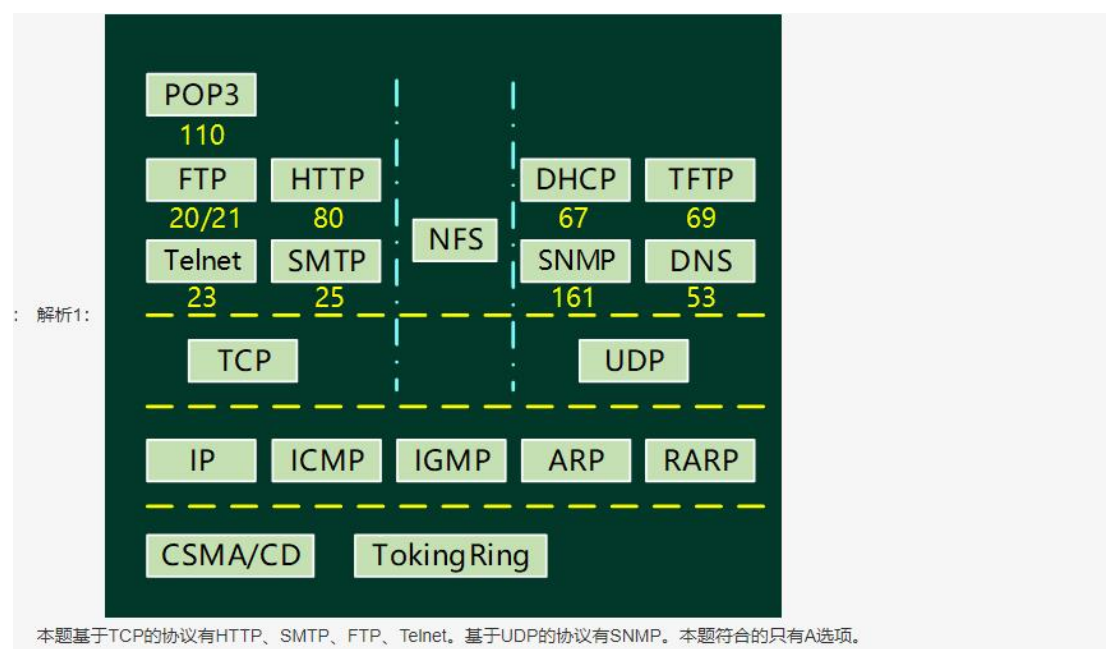 POP3
110
FTP HTTP DHCP TFTP
20/21 80 67 69
NFS
Telnet SMTP SNMP DNS
23 25 161 53
: 解析1:
TCP UDP
IP ICMP IGMP ARP RARP
CSMA/CD TokingRing
本题基于TCP的协议有HTTP、SMTP、FTP、Telnet。基于UDP的协议有SNMP。本题符合的只有A选项。